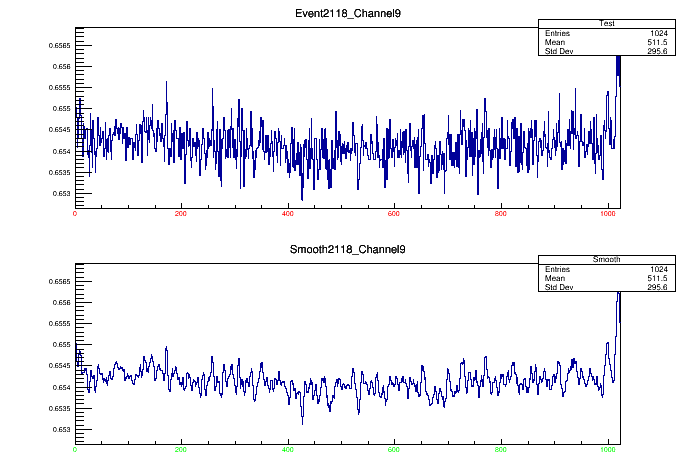 Event2118_Channel9
Test
Entries 1024
Mean 511.5
Std Dev 295.6
0.6565
0.656
0.6555
0.655
0.6545
0.654
0.6535
0.653
0 200 400 600 800 1000
Smooth2118_Channel9
Smooth
Entries 1024
Mean 511.5
Std Dev 295.6
0.6565
0.656
0.6555
0.655
0.6545
0.654
0.6535
0.653
0 200 400 600 800 1000